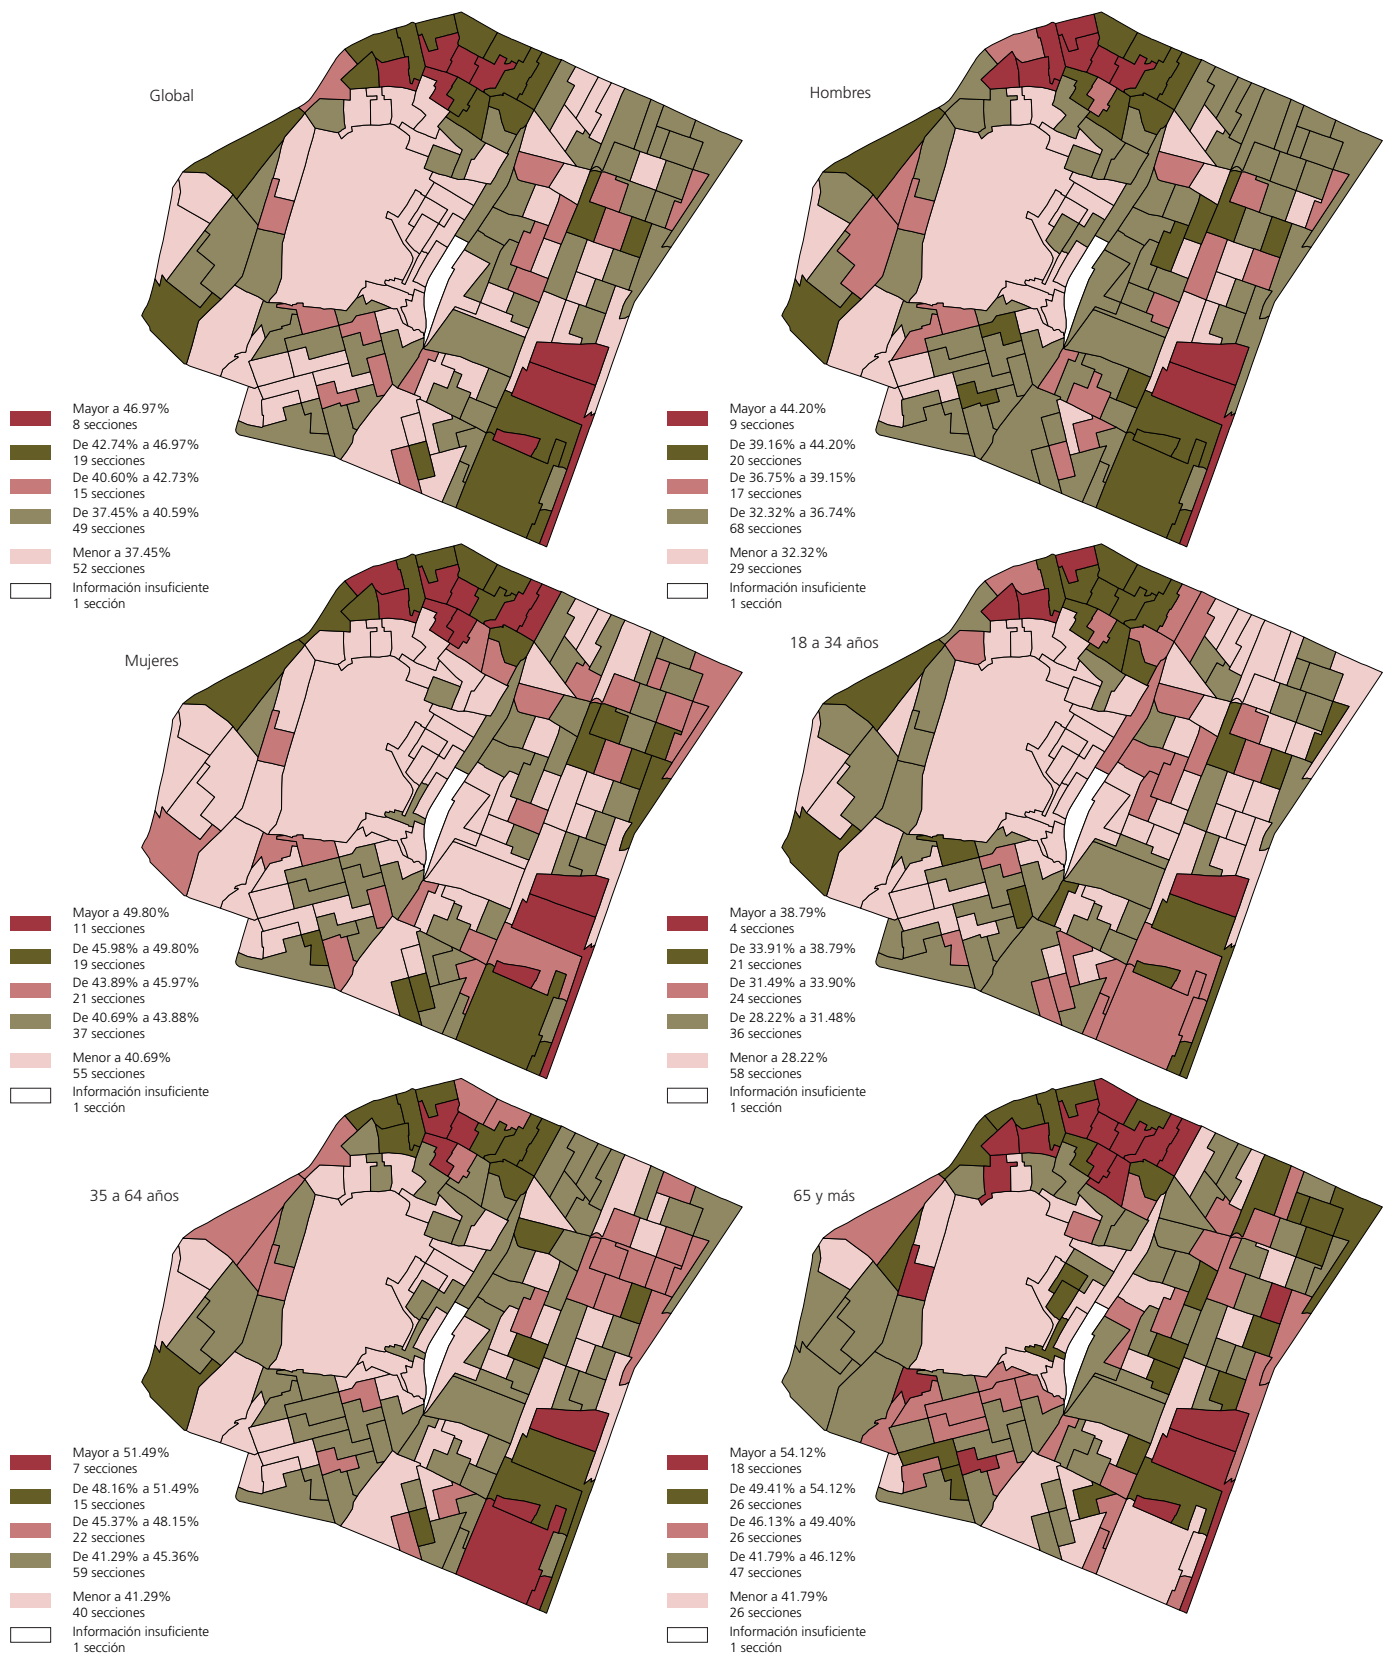 Global
Mayor a 46.97%
8 secciones
De 42.74% a 46.97%
19 secciones
De 40.60% a 42.73%
15 secciones
De 37.45% a 40.59%
49 secciones
Menor a 37.45%
52 secciones
Información insuficiente
1 sección
Hombres
Mayor a 44.20%
9 secciones
De 39.16% a 44.20%
20 secciones
De 36.75% a 39.15%
17 secciones
De 32.32% a 36.74%
68 secciones
Menor a 32.32%
29 secciones
Información insuficiente
1 sección
Mujeres
Mayor a 49.80%
11 secciones
De 45.98% a 49.80%
19 secciones
De 43.89% a 45.97%
21 secciones
De 40.69% a 43.88%
37 secciones
Menor a 40.69%
55 secciones
Información insuficiente
1 sección
18 a 34 años
Mayor a 38.79%
4 secciones
De 33.91% a 38.79%
21 secciones
De 31.49% a 33.90%
24 secciones
De 28.22% a 31.48%
36 secciones
Menor a 28.22%
58 secciones
Información insuficiente
1 sección
35 a 64 años
Mayor a 51.49%
7 secciones
De 48.16% a 51.49%
15 secciones
De 45.37% a 48.15%
22 secciones
De 41.29% a 45.36%
59 secciones
Menor a 41.29%
40 secciones
Información insuficiente
1 sección
65 y más
Mayor a 54.12%
18 secciones
De 49.41% a 54.12%
26 secciones
De 46.13% a 49.40%
26 secciones
De 41.79% a 46.12%
47 secciones
Menor a 41.79%
26 secciones
Información insuficiente
1 sección